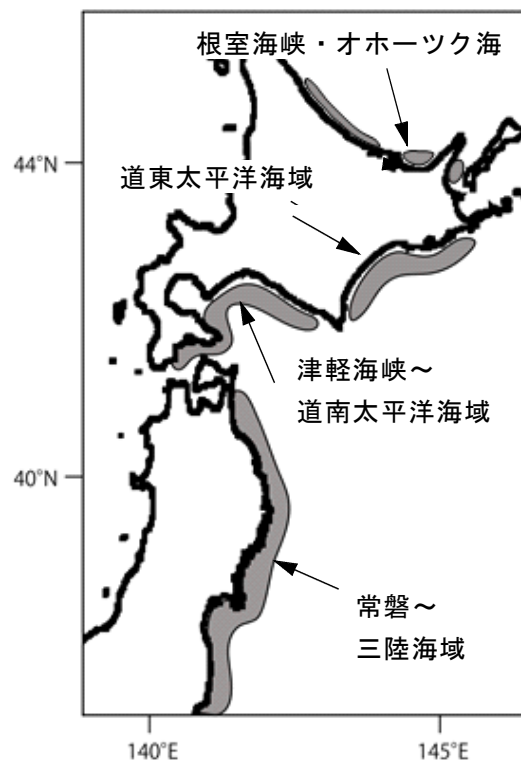 根室海峡・オホーツク海
44°N
道東太平洋海域
津軽海峡～
道南太平洋海域
40°N
常磐～
三陸海域
140°E
145°E